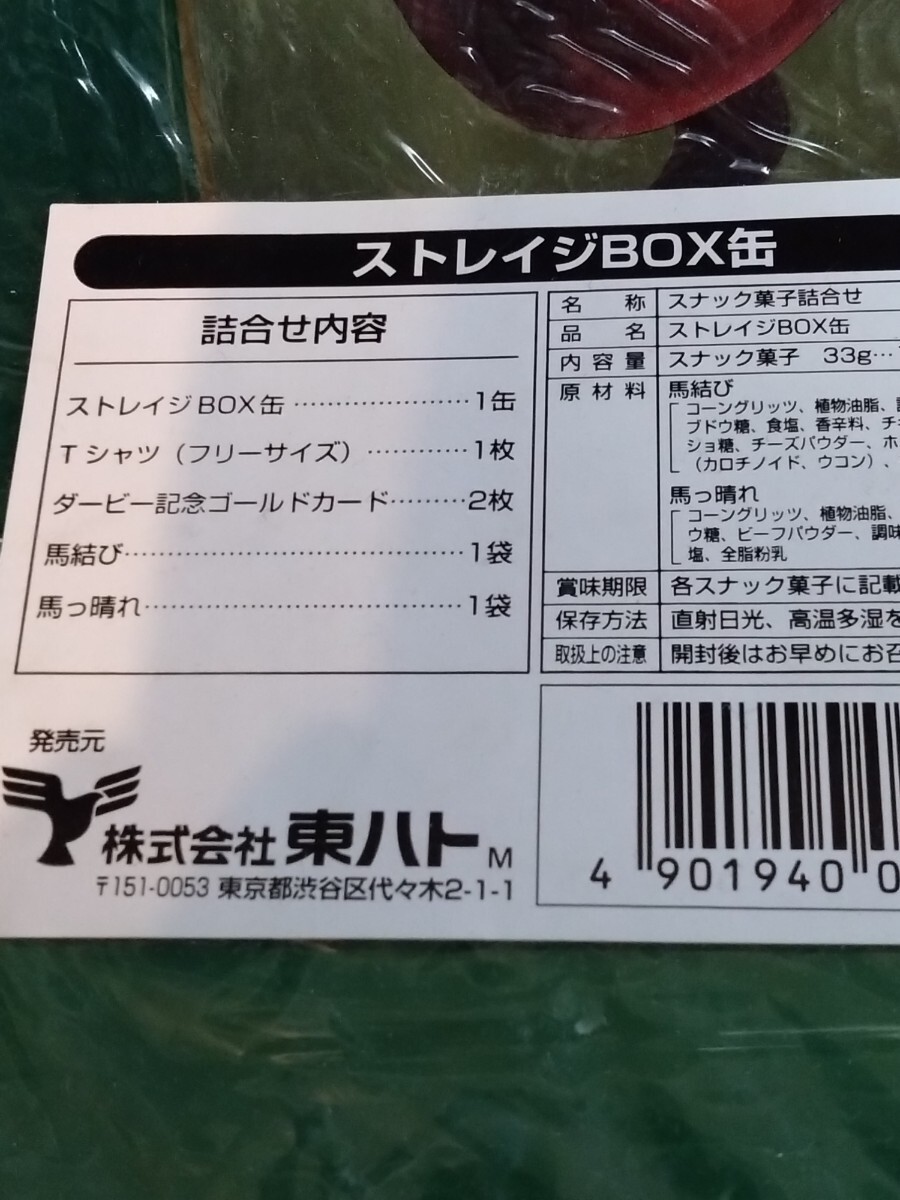 ストレイジBOX缶
詰合せ内容
ストレイジBOX缶…………………1缶
Tシャツ（フリーサイズ）…………1枚
ダービー記念ゴールドカード………2枚
馬結び……………………………1袋
馬っ晴れ…………………………1袋
名 称 スナック菓子詰合せ
品 名 ストレイジBOX缶
内容量 スナック菓子 33g…
原材料 馬結び
コーングリッツ、植物油脂、
ブドウ糖、食塩、香辛料、チキ
ショ糖、チーズパウダー、ホ
（カロチノイド、ウコン）、
馬っ晴れ
コーングリッツ、植物油脂、
ウ糖、ビーフパウダー、調味
塩、全脂粉乳
賞味期限 各スナック菓子に記載
保存方法 直射日光、高温多湿を
取扱上の注意 開封後はお早めにお召
発売元
株式会社 東ハト M
〒151-0053 東京都渋谷区代々木2-1-1
4 901940 0